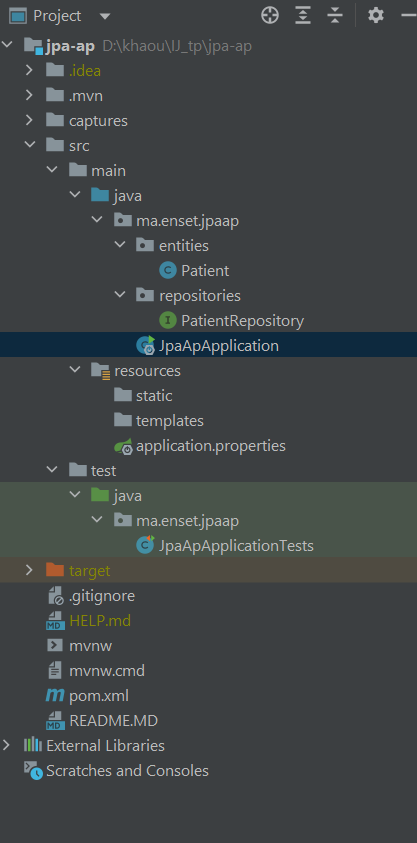 Project
jpa-ap D:\khaou\IJ_tp\jpa-ap
.idea
.mvn
captures
src
main
java
ma.enset.jpaap
entities
C Patient
repositories
I PatientRepository
C JpaApApplication
resources
static
templates
application.properties
test
java
ma.enset.jpaap
C JpaApApplicationTests
target
.gitignore
MD HELP.md
mvnw
mvnw.cmd
m pom.xml
MD README.MD
External Libraries
Scratches and Consoles